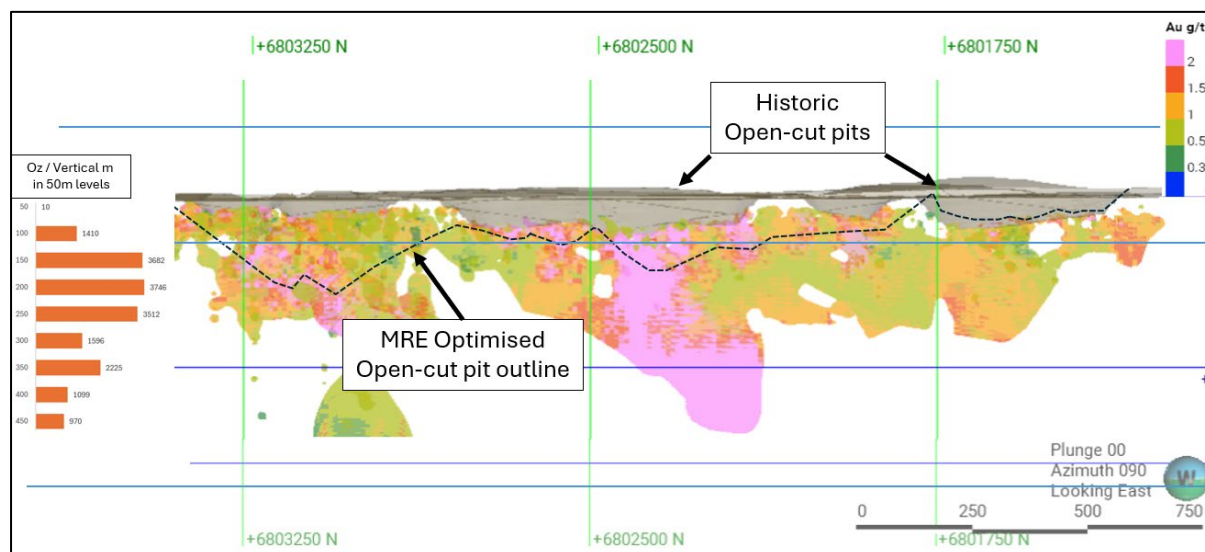 +6803250 N
+6802500 N
+6801750 N
Au g/t
2
1.5
1
0.5
0.3
Historic
Open-cut pits
Oz / Vertical m
in 50m levels
50 10
100 1410
150 3682
200 3746
250 3512
300 1596
350 2225
400 1099
450 970
MRE Optimised
Open-cut pit outline
Plunge 00
Azimuth 090
Looking East
W
0 250 500 750
+6803250 N
+6802500 N
+6801750 N